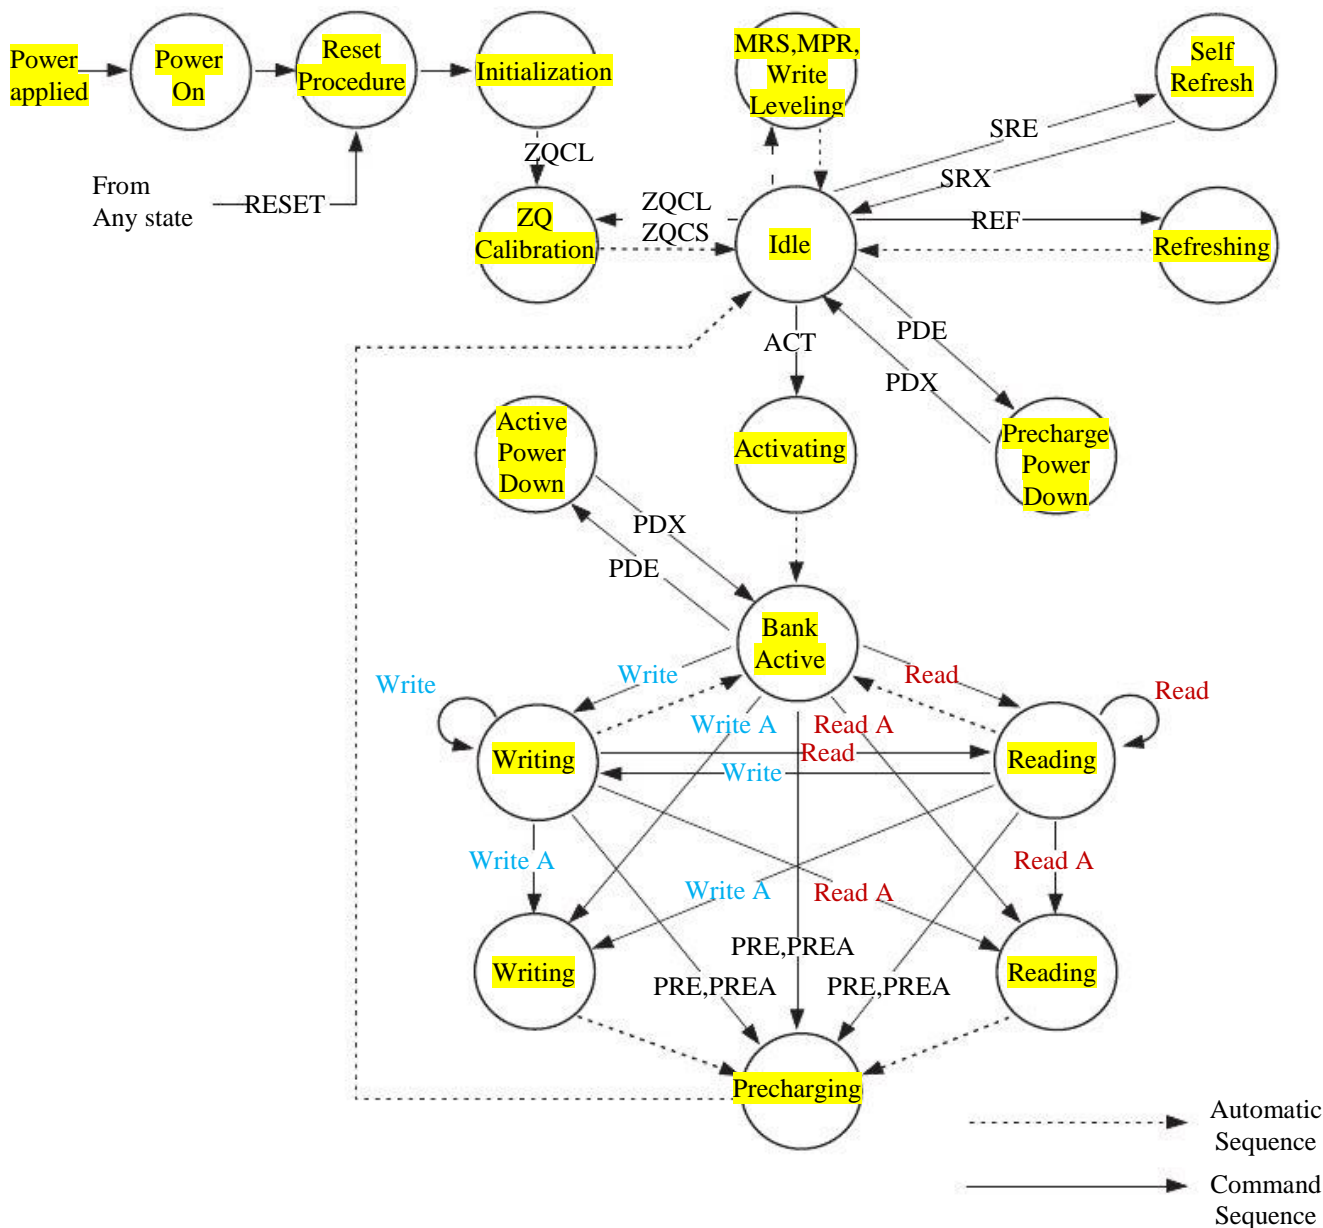 Power
applied
Power
On
Reset
Procedure
Initialization
MRS,MPR,
Write
Leveling
Self
Refresh
SRE
SRX
ZQCL
From
Any state
RESET
ZQ
Calibration
ZQCL
ZQCS
Idle
REF
Refreshing
ACT
PDE
PDX
Active
Power
Down
Activating
Precharge
Power
Down
PDX
PDE
Bank
Active
Write
Write
Read
Read
Write A
Read A
Writing
Read
Write
Reading
Write A
Read A
Write A
Read A
Writing
PRE,PREA
PRE,PREA
PRE,PREA
Reading
Precharging
Automatic
Sequence
Command
Sequence